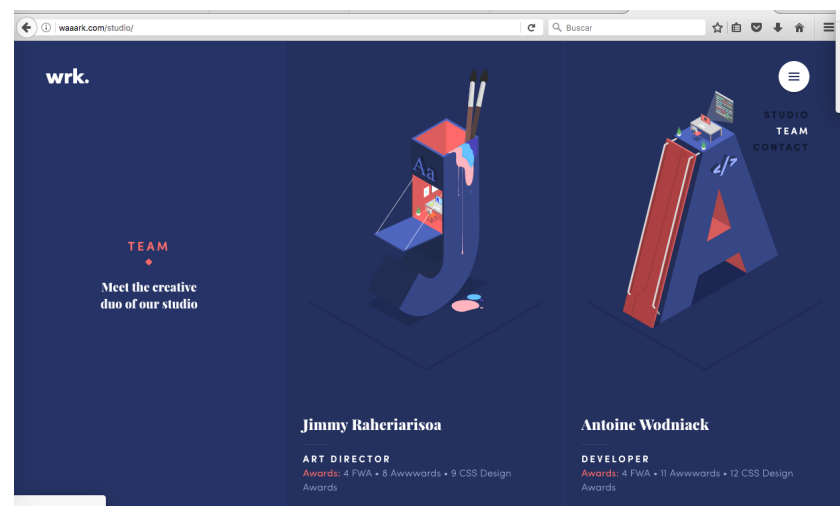 waaark.com/studio/
Buscar
wrk.
STUDIO
TEAM
CONTACT
Aa
</>
TEAM
Meet the creative
duo of our studio
Jimmy Raheriarisoa
ART DIRECTOR
Awards: 4 FWA • 8 Awwwards • 9 CSS Design
Awards
Antoine Wodniack
DEVELOPER
Awards: 4 FWA • 11 Awwwards • 12 CSS Design
Awards